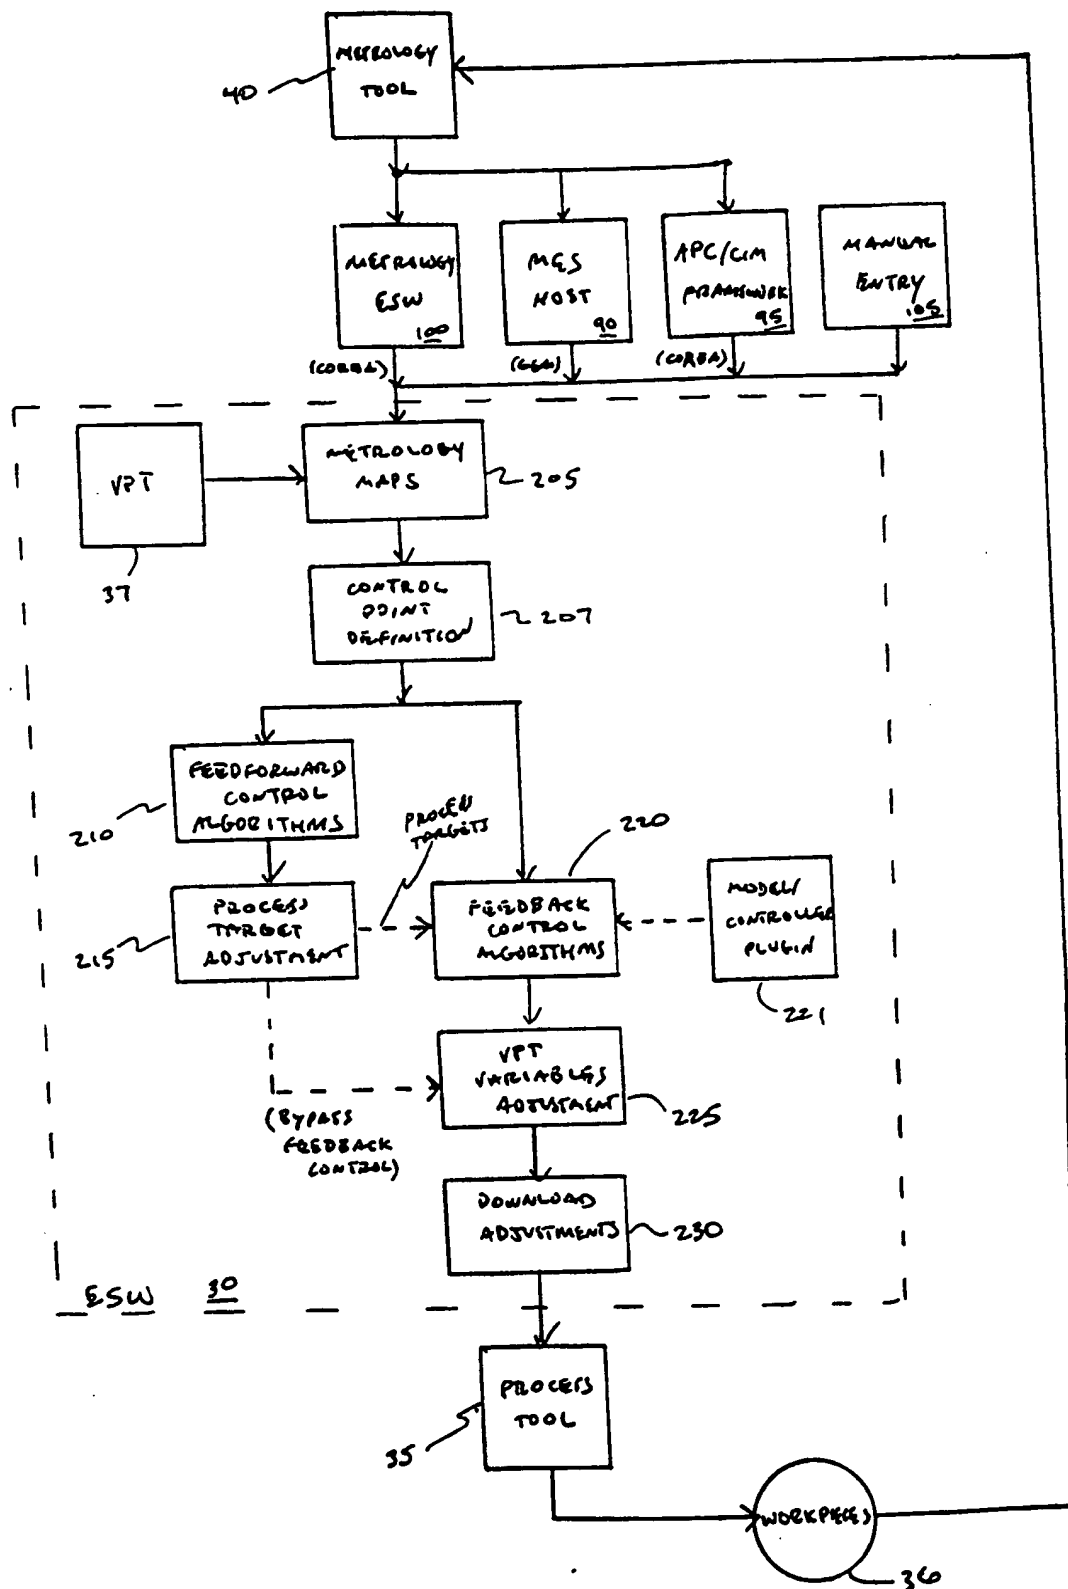 METROLOGY
TOOL
40
METROLOGY
ESW
100
MES
HOST
90
APC/CIM
FRAMEWORK
95
MANUAL
ENTRY
105
(CORBA)
(GEM)
(CORBA)
VPT
37
METROLOGY
MAPS
205
CONTROL
POINT
DEFINITION
207
FEEDFORWARD
CONTROL
ALGORITHMS
210
PROCESS
TARGETS
220
PROCESS
TARGET
ADJUSTMENT
215
FEEDBACK
CONTROL
ALGORITHMS
MODEL/
CONTROLLER
PLUGIN
221
VPT
VARIABLES
ADJUSTMENT
225
(BYPASS
FEEDBACK
CONTROL)
DOWNLOAD
ADJUSTMENTS
230
ESW 30
PROCESS
TOOL
35
WORKPIECES
36